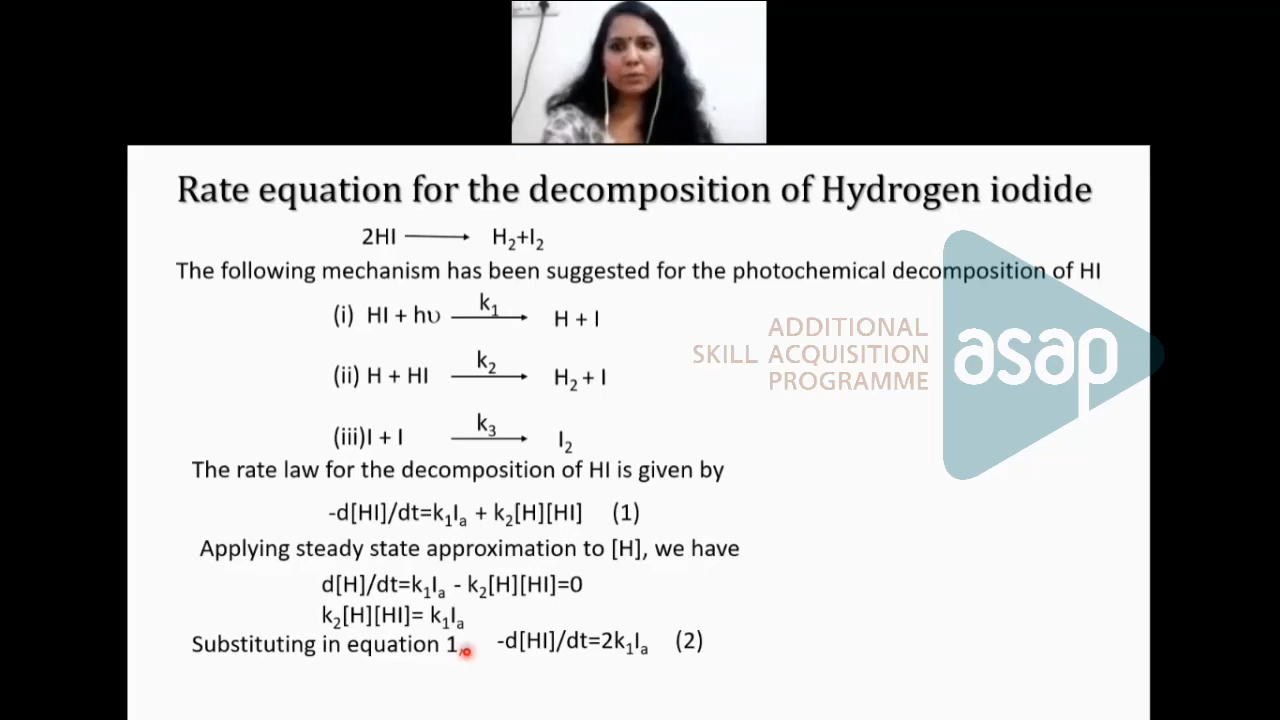 Rate equation for the decomposition of Hydrogen iodide
2HI ⟶ H₂+I₂
The following mechanism has been suggested for the photochemical decomposition of HI
(i) HI + hυ k₁ ⟶ H + I
(ii) H + HI k₂ ⟶ H₂ + I
(iii)I + I k₃ ⟶ I₂
The rate law for the decomposition of HI is given by
-d[HI]/dt=k₁Iₐ + k₂[H][HI] (1)
Applying steady state approximation to [H], we have
d[H]/dt=k₁Iₐ - k₂[H][HI]=0
k₂[H][HI]= k₁Iₐ
Substituting in equation 1, -d[HI]/dt=2k₁Iₐ (2)
ADDITIONAL
SKILL ACQUISITION
PROGRAMME
asap